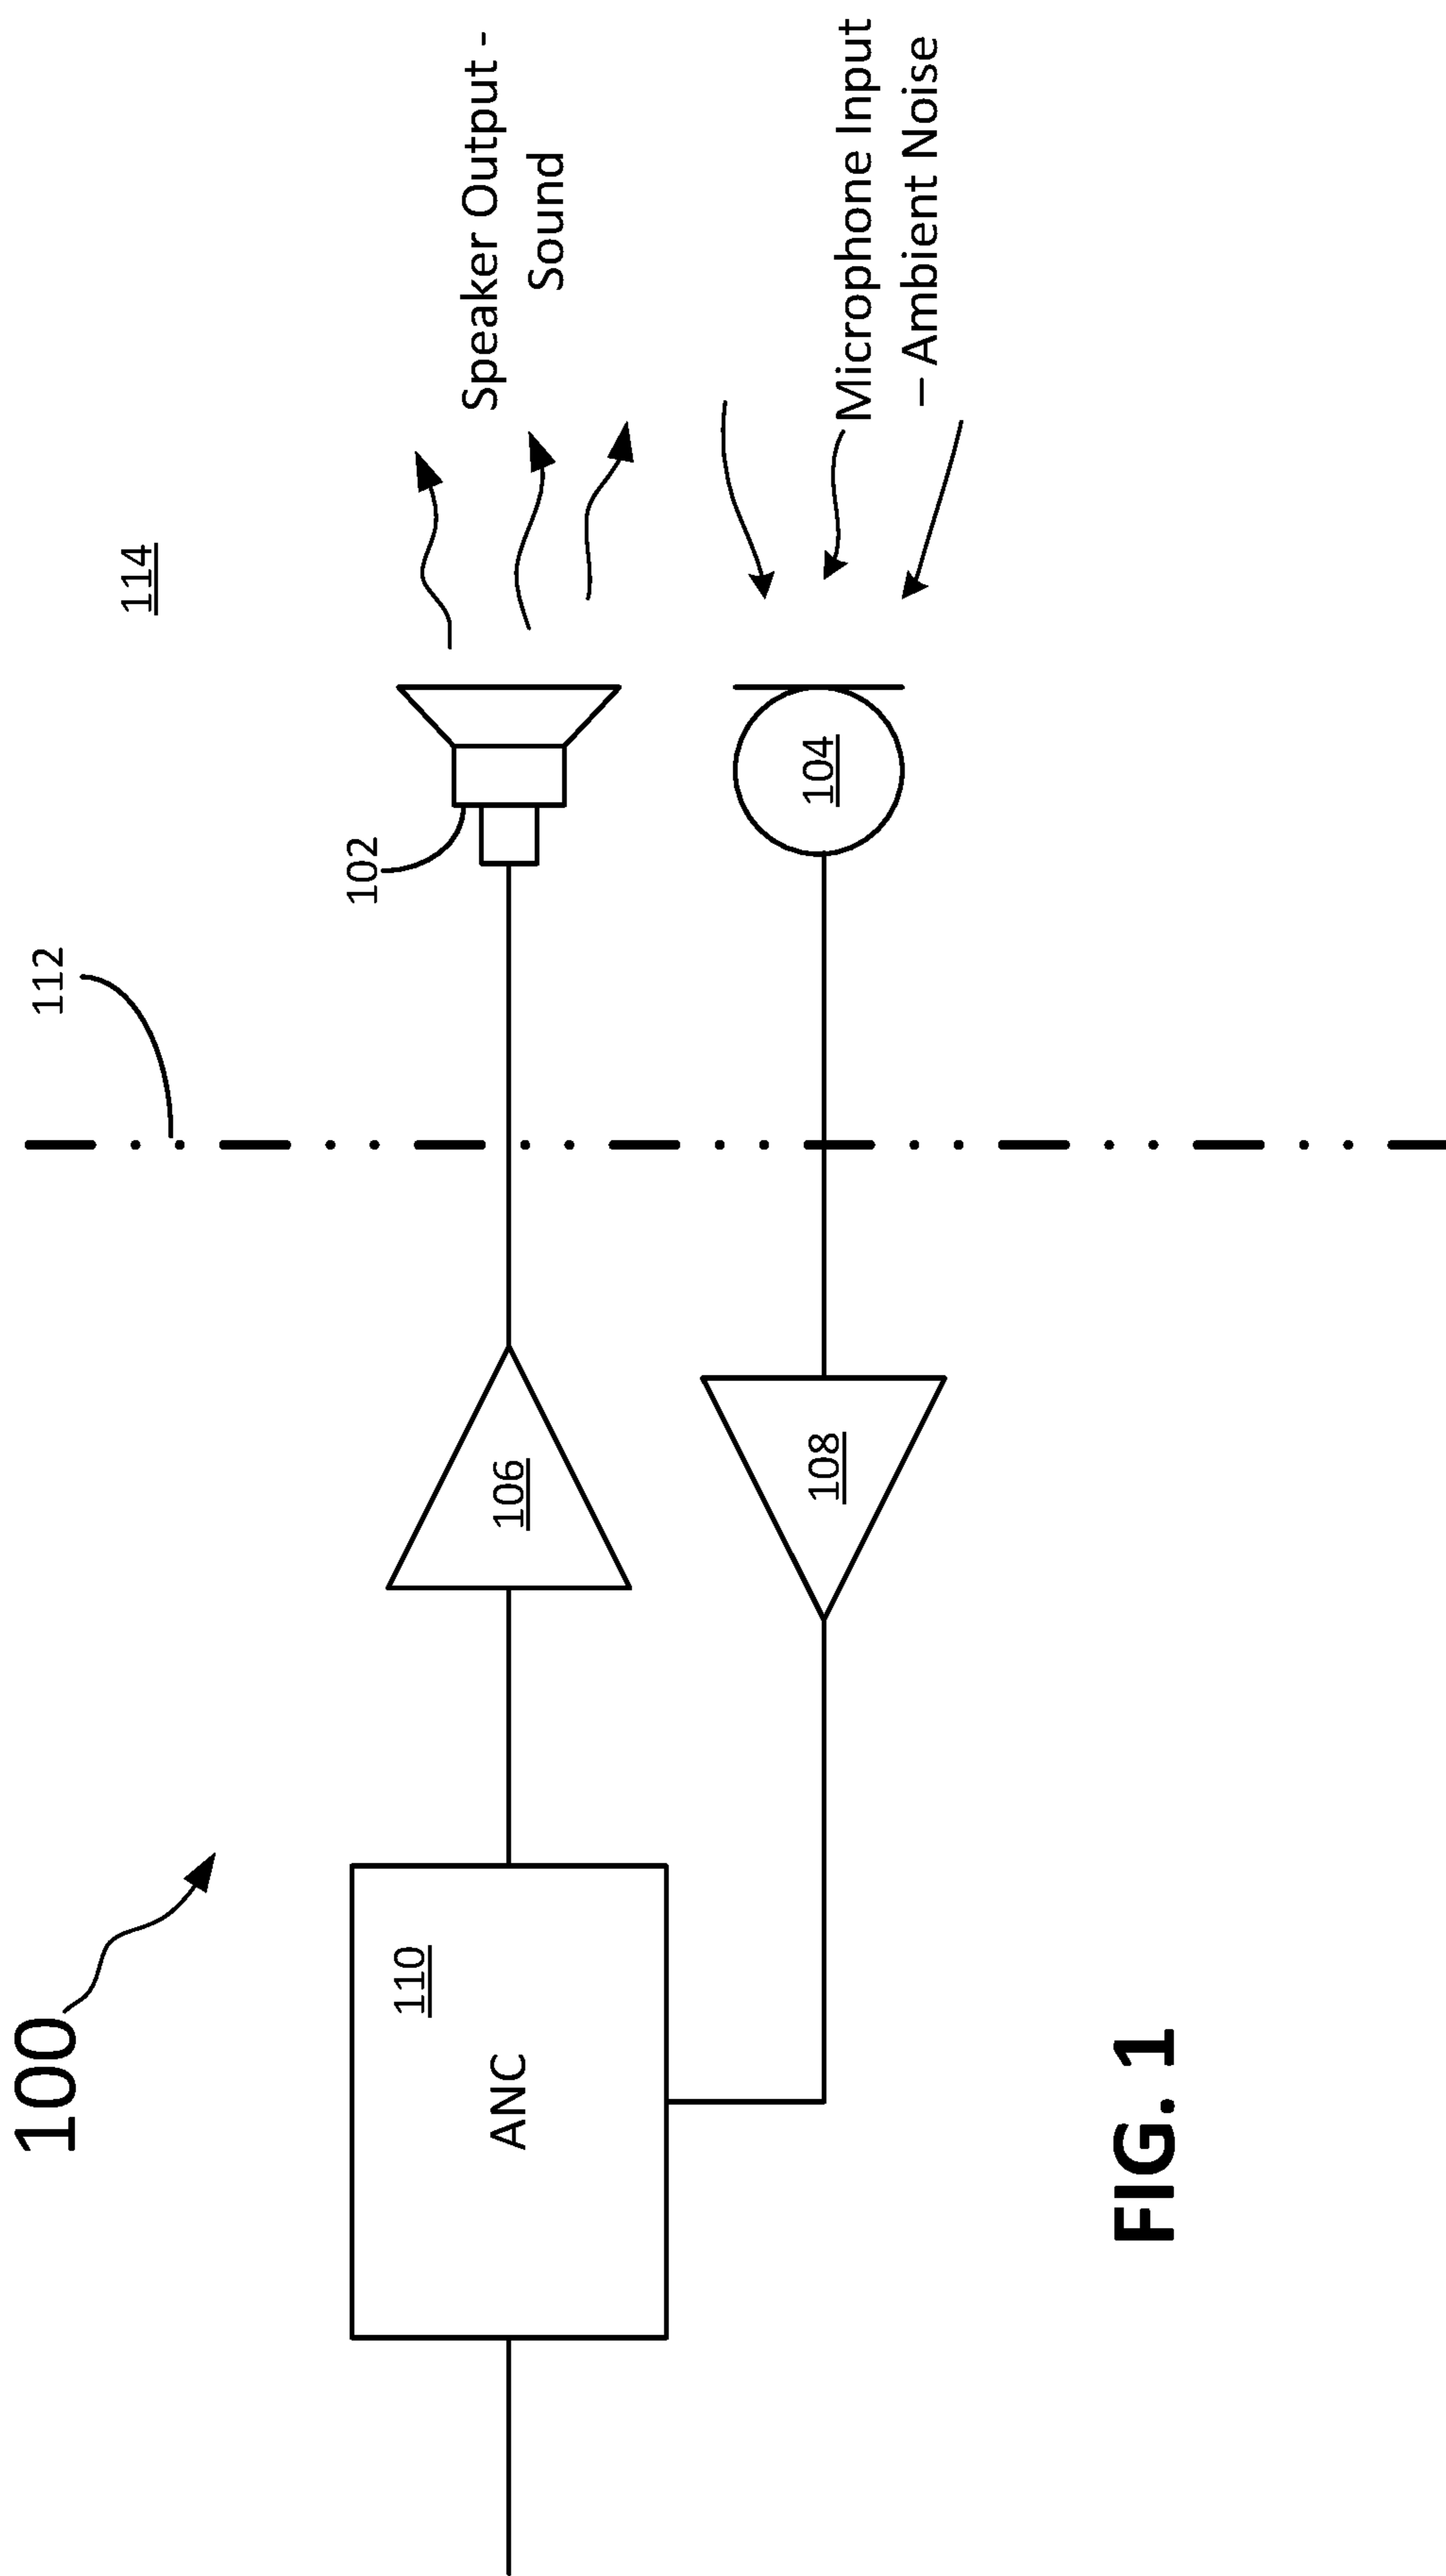 100
112
114
102
Speaker Output -
Sound
110
ANC
106
108
104
Microphone Input
– Ambient Noise
FIG. 1